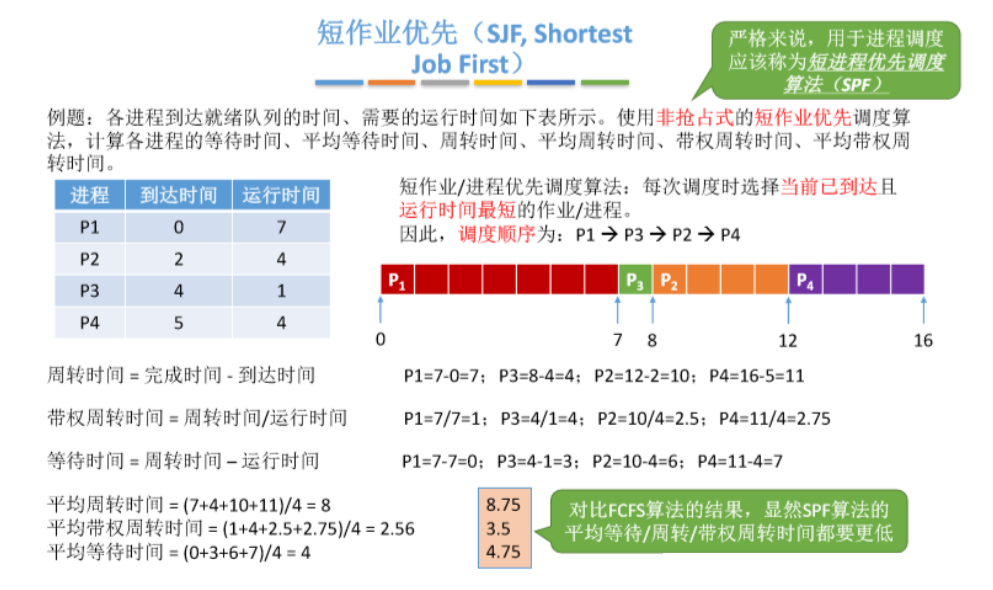 短作业优先（SJF, Shortest
Job First）
严格来说，用于进程调度
应该称为短进程优先调度
算法（SPF）
例题：各进程到达就绪队列的时间、需要的运行时间如下表所示。使用非抢占式的短作业优先调度算
法，计算各进程的等待时间、平均等待时间、周转时间、平均周转时间、带权周转时间、平均带权周
转时间。
进程 到达时间 运行时间
P1 0 7
P2 2 4
P3 4 1
P4 5 4
短作业/进程优先调度算法：每次调度时选择当前已到达且
运行时间最短的作业/进程。
因此，调度顺序为：P1 → P3 → P2 → P4
P1 P3 P2 P4
0 7 8 12 16
周转时间 = 完成时间 - 到达时间 P1=7-0=7；P3=8-4=4；P2=12-2=10；P4=16-5=11
带权周转时间 = 周转时间/运行时间 P1=7/7=1；P3=4/1=4；P2=10/4=2.5；P4=11/4=2.75
等待时间 = 周转时间 – 运行时间 P1=7-7=0；P3=4-1=3；P2=10-4=6；P4=11-4=7
平均周转时间 = (7+4+10+11)/4 = 8
平均带权周转时间 = (1+4+2.5+2.75)/4 = 2.56
平均等待时间 = (0+3+6+7)/4 = 4
8.75
3.5
4.75
对比FCFS算法的结果，显然SPF算法的
平均等待/周转/带权周转时间都要更低